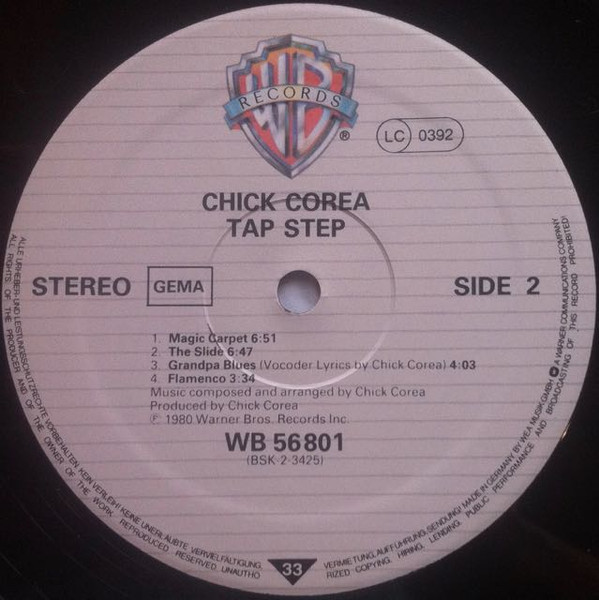 WB
RECORDS
®
LC 0392
CHICK COREA
TAP STEP
STEREO
GEMA
SIDE 2
1. Magic Carpet 6:51
2. The Slide 6:47
3. Grandpa Blues (Vocoder Lyrics by Chick Corea) 4:03
4. Flamenco 3:34
Music composed and arranged by Chick Corea
Produced by Chick Corea
℗ 1980 Warner Bros. Records Inc.
WB 56 801
(BSK-2-3425)
33
ALLE URHEBER- UND LEISTUNGSSCHUTZRECHTE VORBEHALTEN. KEIN VERLEIH! KEINE UNERLAUBTE VERVIELFÄLTIGUNG, VERMIETUNG, AUFFÜHRUNG, SENDUNG! MADE IN GERMANY BY WEA MUSIK GMBH. A WARNER COMMUNICATIONS COMPANY
ALL RIGHTS OF THE PRODUCER AND OF THE OWNER OF THE WORK REPRODUCED RESERVED. UNAUTHORIZED COPYING, HIRING, LENDING, PUBLIC PERFORMANCE AND BROADCASTING OF THIS RECORD PROHIBITED!